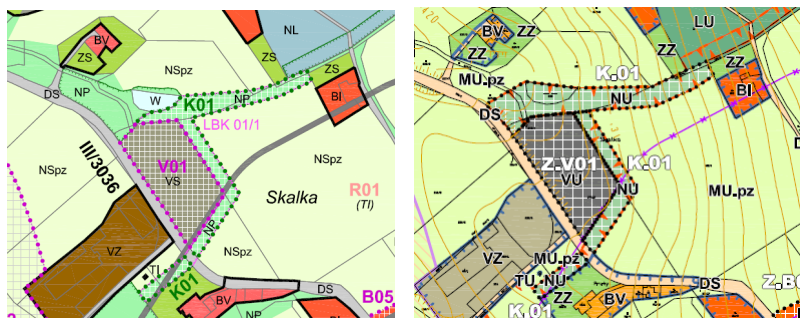 BV
NL
ZS
NSpz
ZS
ZS
DS
NP
W
K01
NP
LBK 01/1
BI
III/3036
V01
VS
NSpz
NSpz
Skalka
R01
(TI)
NP
VZ
NSpz
TI
K01
BV
DS
B05
BV
ZZ
LU
ZZ
ZZ
MU.pz
K.01
NU
BI
DS
Z.V01
VU
K.01
NU
MU.pz
MU.pz
VZ
TU
NU
DS
ZZ
BV
K.01